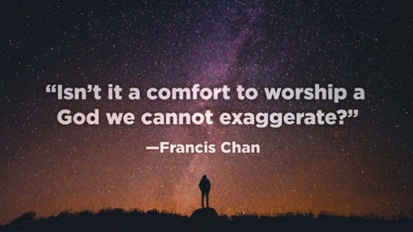 “Isn’t it a comfort to worship a
God we cannot exaggerate?”
—Francis Chan